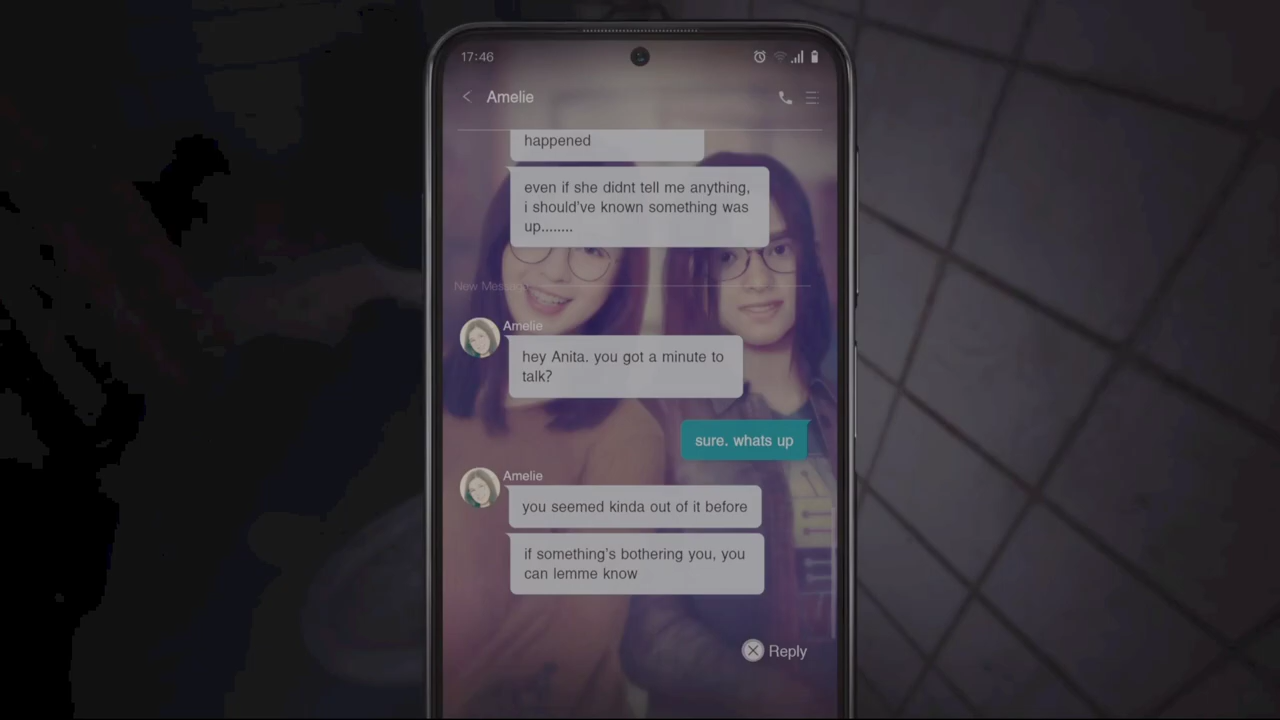 17:46
Amelie
happened
even if she didnt tell me anything,
i should've known something was
up........
New Message
Amelie
hey Anita. you got a minute to
talk?
sure. whats up
Amelie
you seemed kinda out of it before
if something's bothering you, you
can lemme know
Reply